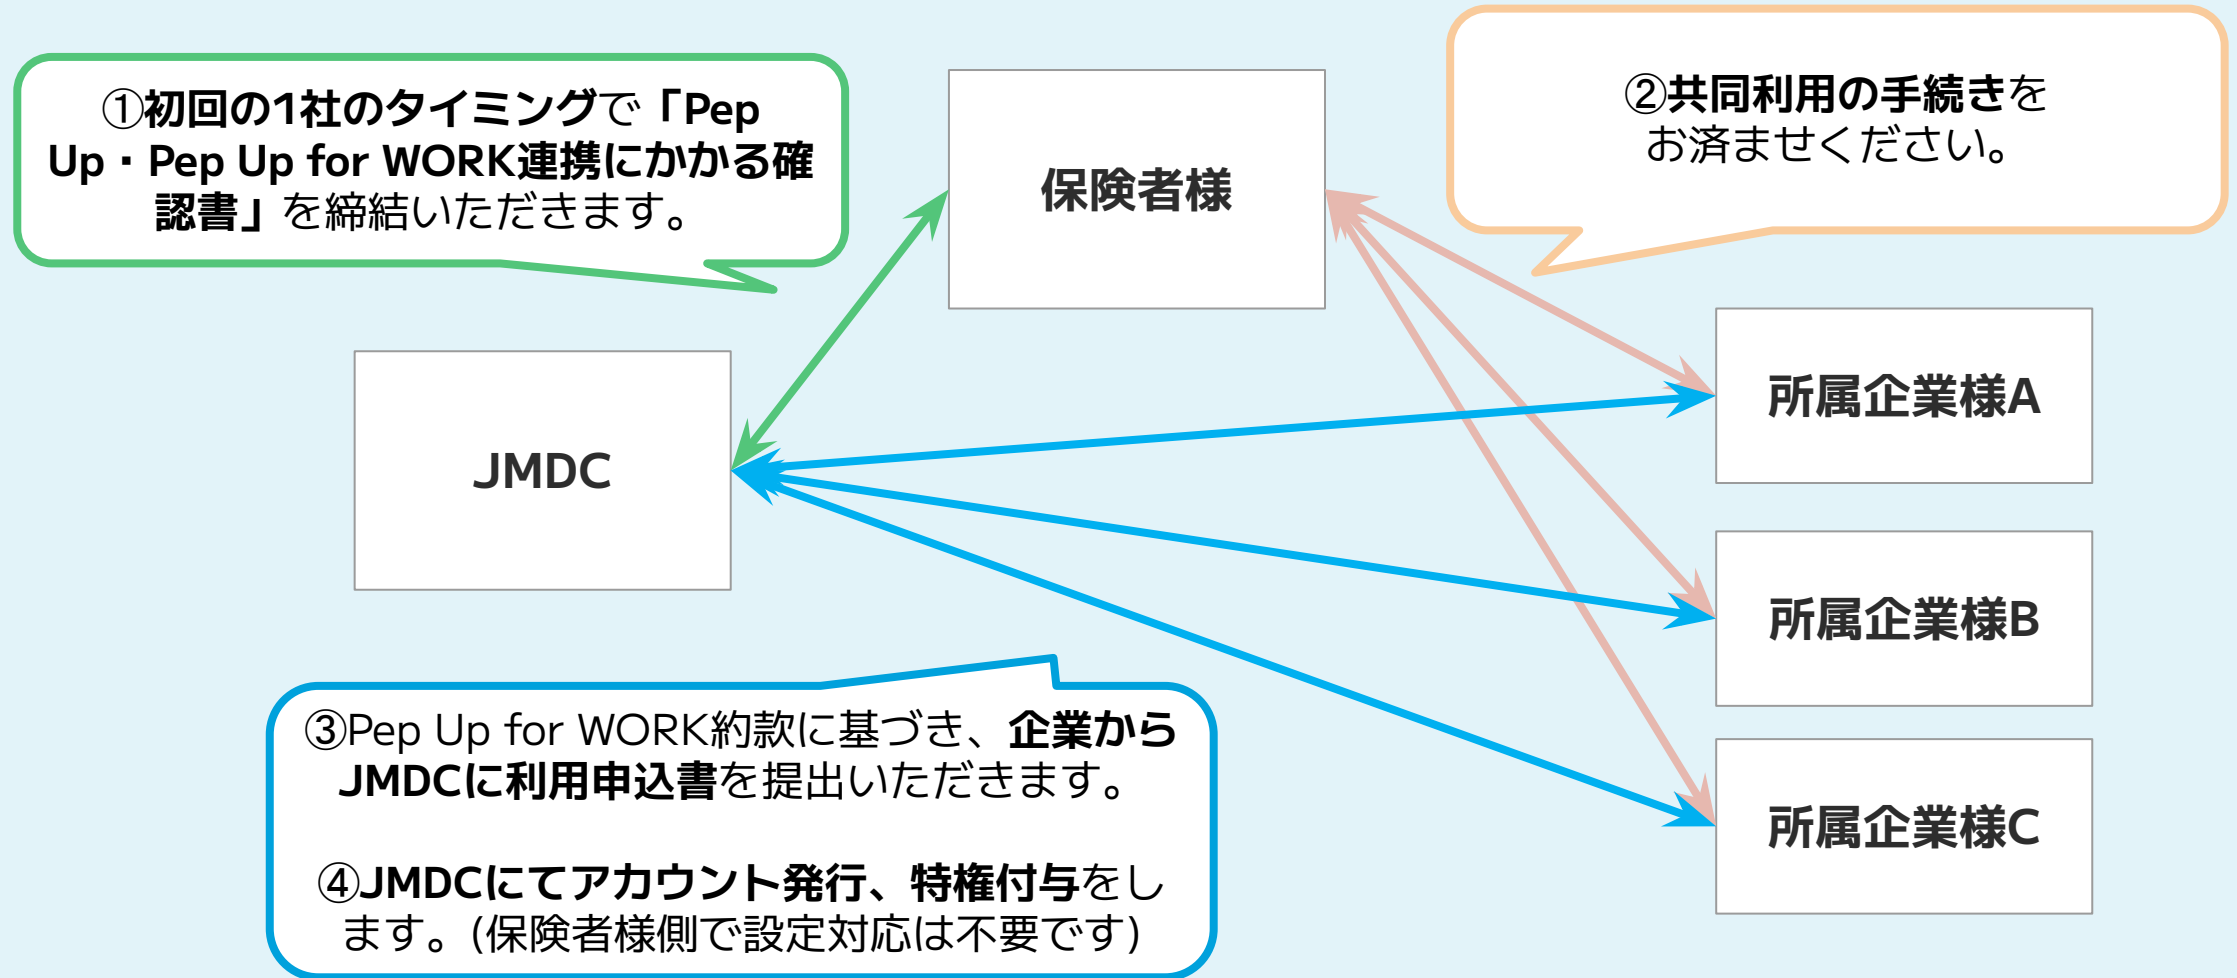 ①初回の1社のタイミングで「Pep
Up・Pep Up for WORK連携にかかる確
認書」を締結いただきます。
保険者様
②共同利用の手続きを
お済ませください。
JMDC
所属企業様A
所属企業様B
所属企業様C
③Pep Up for WORK約款に基づき、企業から
JMDCに利用申込書を提出いただきます。
④JMDCにてアカウント発行、特権付与をし
ます。(保険者様側で設定対応は不要です)